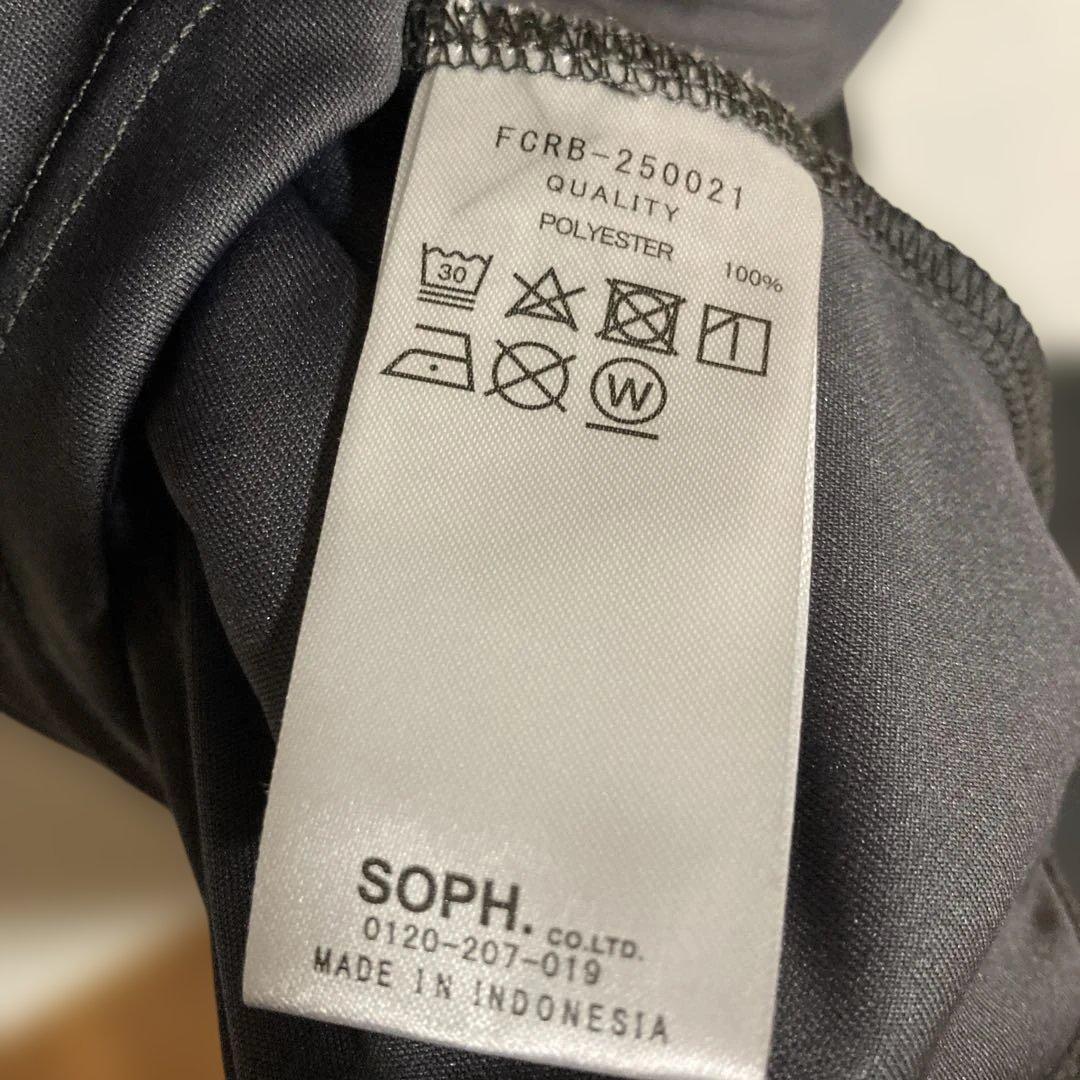 FCRB-250021
QUALITY
POLYESTER 100%
30
W
SOPH. CO.LTD.
0120-207-019
MADE IN INDONESIA